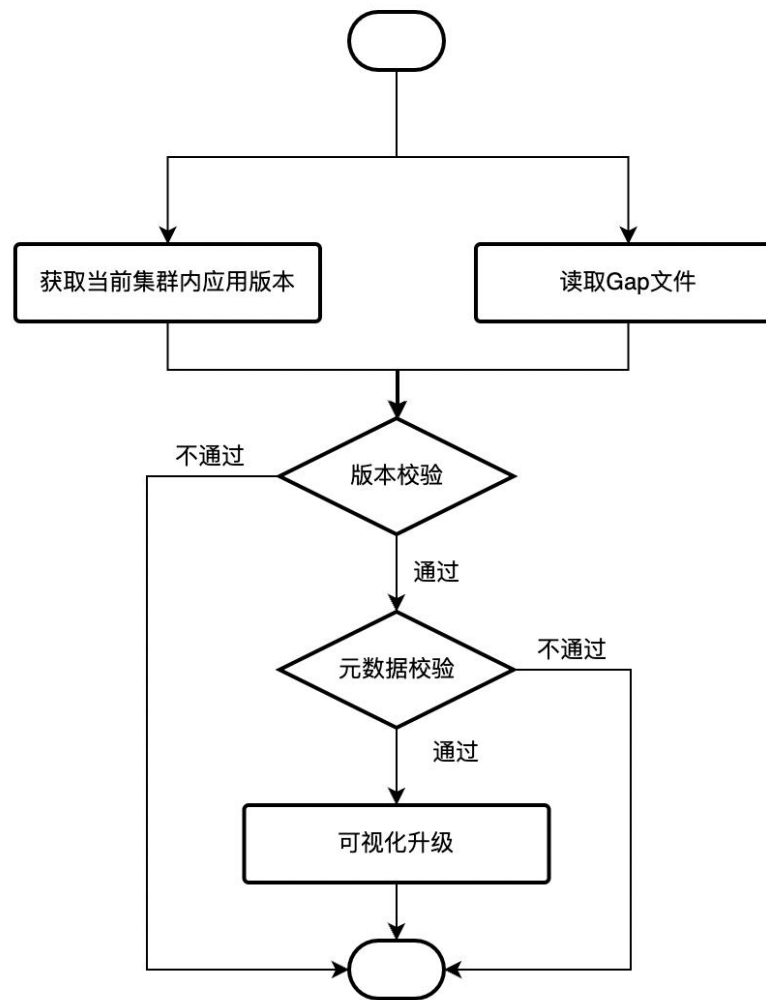 获取当前集群内应用版本
读取Gap文件
不通过
版本校验
通过
不通过
元数据校验
通过
可视化升级